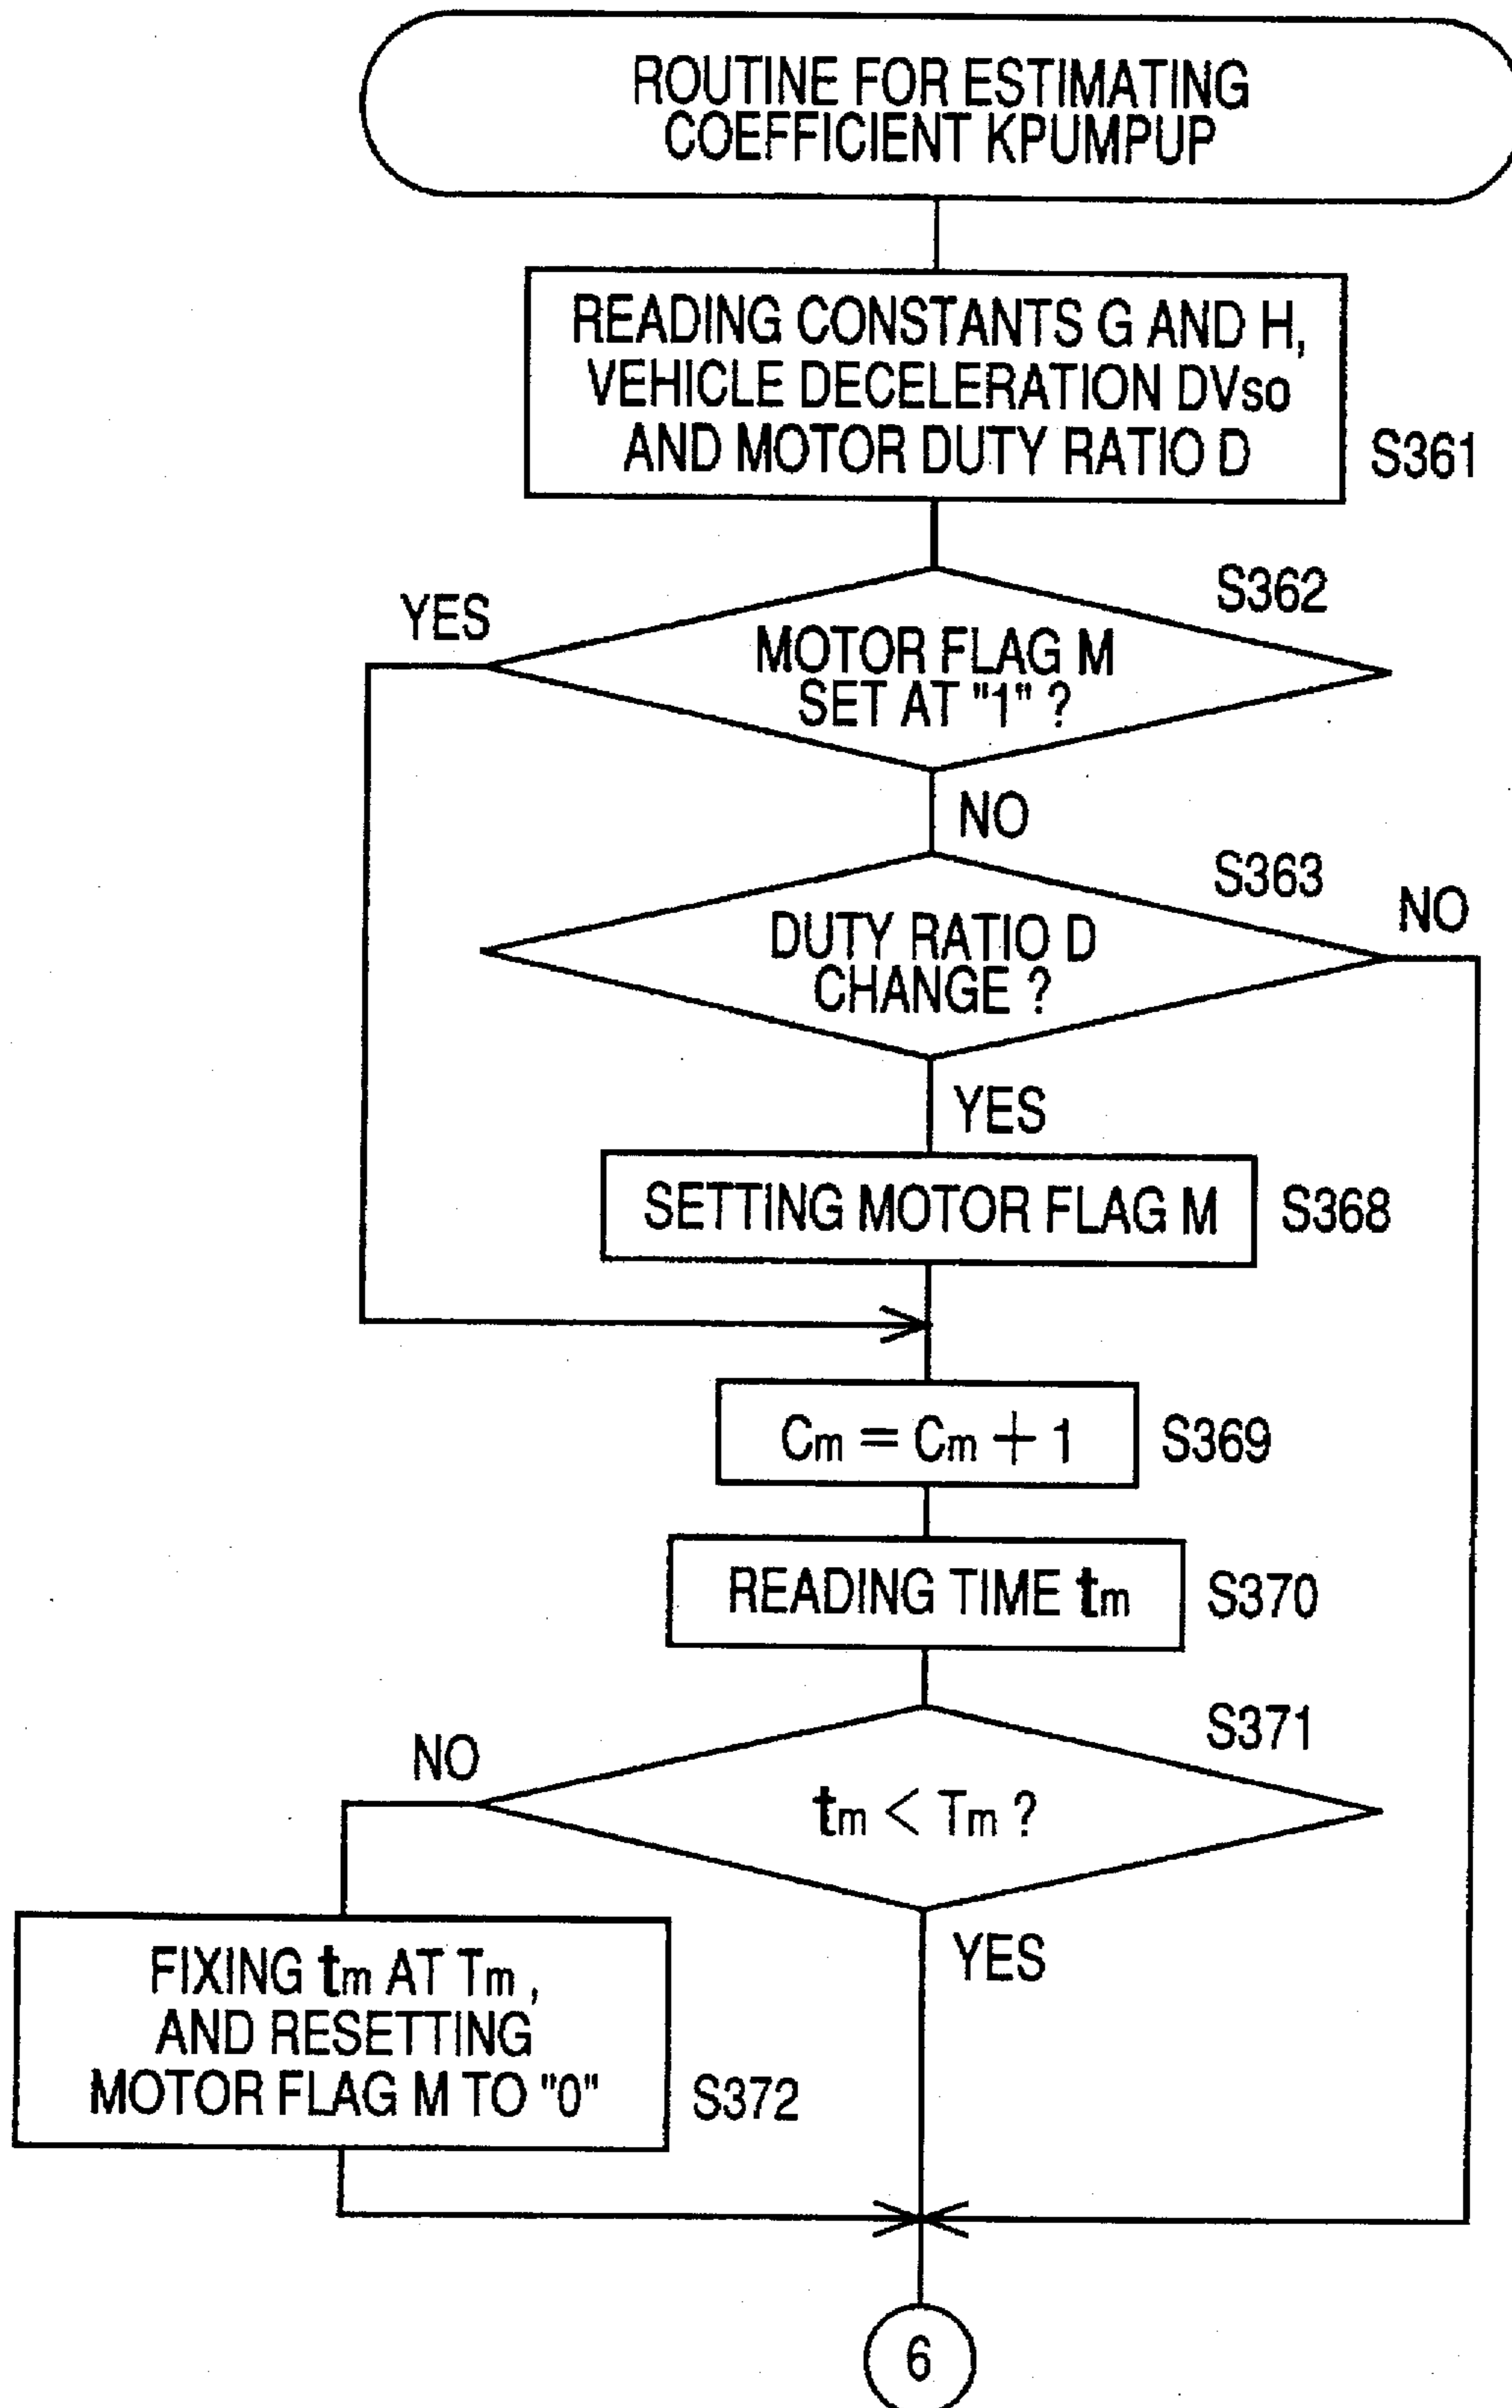 ROUTINE FOR ESTIMATING
COEFFICIENT KPUMPUP
READING CONSTANTS G AND H,
VEHICLE DECELERATION DVso
AND MOTOR DUTY RATIO D
S361
S362
YES
MOTOR FLAG M
SET AT "1" ?
NO
S363
NO
DUTY RATIO D
CHANGE ?
YES
SETTING MOTOR FLAG M
S368
Cm = Cm + 1
S369
READING TIME tm
S370
S371
NO
tm < Tm ?
YES
FIXING tm AT Tm ,
AND RESETTING
MOTOR FLAG M TO "0"
S372
6